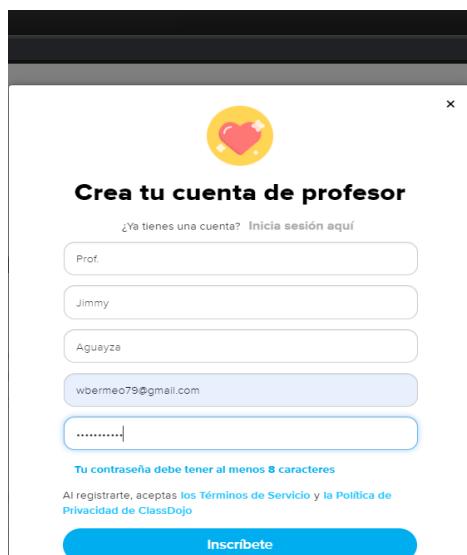 ×
Crea tu cuenta de profesor
¿Ya tienes una cuenta? Inicia sesión aquí
Prof.
Jimmy
Aguayza
wbermeo79@gmail.com
•••••••••••
Tu contraseña debe tener al menos 8 caracteres
Al registrarte, aceptas los Términos de Servicio y la Política de
Privacidad de ClassDojo
Inscríbete